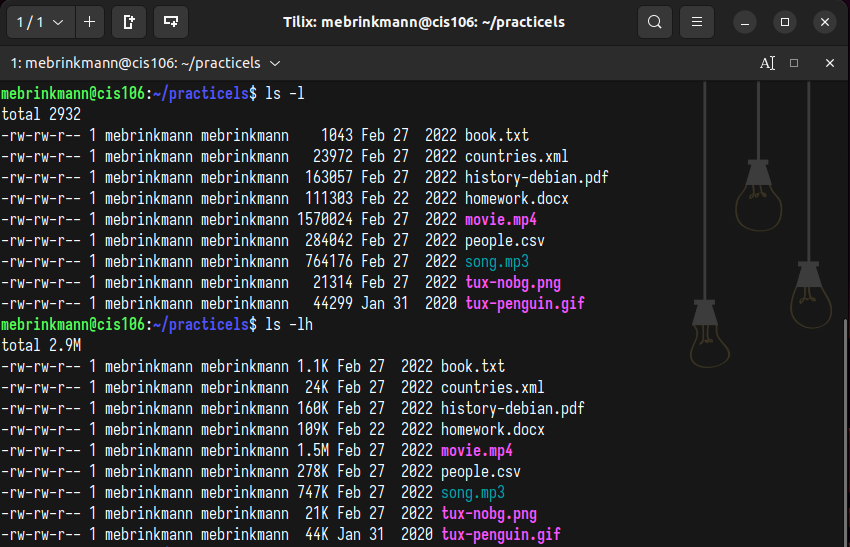 1 / 1
Tilix: mebrinkmann@cis106: ~/practicels
1: mebrinkmann@cis106: ~/practicels
mebrinkmann@cis106:~/practicels$ ls -l
total 2932
-rw-rw-r-- 1 mebrinkmann mebrinkmann    1043 Feb 27  2022 book.txt
-rw-rw-r-- 1 mebrinkmann mebrinkmann   23972 Feb 27  2022 countries.xml
-rw-rw-r-- 1 mebrinkmann mebrinkmann  163057 Feb 27  2022 history-debian.pdf
-rw-rw-r-- 1 mebrinkmann mebrinkmann  111303 Feb 22  2022 homework.docx
-rw-rw-r-- 1 mebrinkmann mebrinkmann 1570024 Feb 27  2022 movie.mp4
-rw-rw-r-- 1 mebrinkmann mebrinkmann  284042 Feb 27  2022 people.csv
-rw-rw-r-- 1 mebrinkmann mebrinkmann  764176 Feb 27  2022 song.mp3
-rw-rw-r-- 1 mebrinkmann mebrinkmann   21314 Feb 27  2022 tux-nobg.png
-rw-rw-r-- 1 mebrinkmann mebrinkmann   44299 Jan 31  2020 tux-penguin.gif
mebrinkmann@cis106:~/practicels$ ls -lh
total 2.9M
-rw-rw-r-- 1 mebrinkmann mebrinkmann 1.1K Feb 27  2022 book.txt
-rw-rw-r-- 1 mebrinkmann mebrinkmann  24K Feb 27  2022 countries.xml
-rw-rw-r-- 1 mebrinkmann mebrinkmann 160K Feb 27  2022 history-debian.pdf
-rw-rw-r-- 1 mebrinkmann mebrinkmann 109K Feb 22  2022 homework.docx
-rw-rw-r-- 1 mebrinkmann mebrinkmann 1.5M Feb 27  2022 movie.mp4
-rw-rw-r-- 1 mebrinkmann mebrinkmann 278K Feb 27  2022 people.csv
-rw-rw-r-- 1 mebrinkmann mebrinkmann 747K Feb 27  2022 song.mp3
-rw-rw-r-- 1 mebrinkmann mebrinkmann  21K Feb 27  2022 tux-nobg.png
-rw-rw-r-- 1 mebrinkmann mebrinkmann  44K Jan 31  2020 tux-penguin.gif